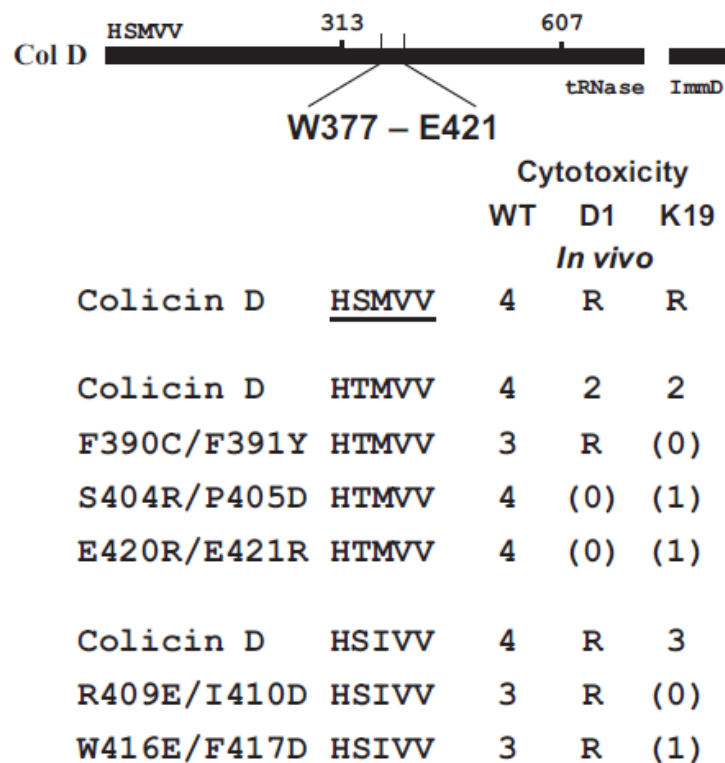 HSMVV 313 607
Col D
tRNase ImmD
W377 – E421
Cytotoxicity
WT D1 K19
In vivo
Colicin D HSMVV 4 R R
Colicin D HTMVV 4 2 2
F390C/F391Y HTMVV 3 R (0)
S404R/P405D HTMVV 4 (0) (1)
E420R/E421R HTMVV 4 (0) (1)
Colicin D HSIVV 4 R 3
R409E/I410D HSIVV 3 R (0)
W416E/F417D HSIVV 3 R (1)